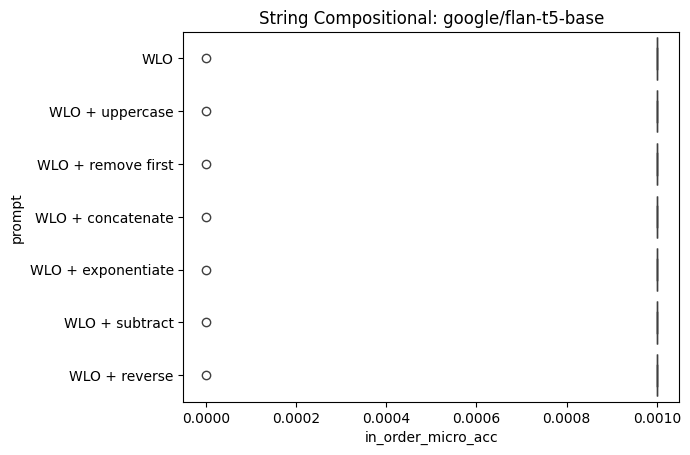 String Compositional: google/flan-t5-base
prompt
WLO
WLO + uppercase
WLO + remove first
WLO + concatenate
WLO + exponentiate
WLO + subtract
WLO + reverse
0.0000 0.0002 0.0004 0.0006 0.0008 0.0010
in_order_micro_acc